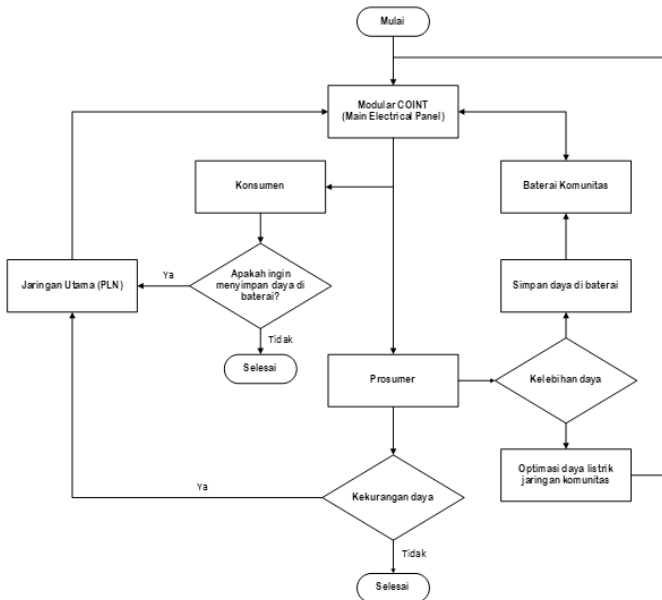 Mulai
Modular COINT
(Main Electrical Panel)
Konsumen
Baterai Komunitas
Jaringan Utama (PLN)
Ya
Apakah ingin
menyimpan daya di
baterai?
Simpan daya di baterai
Tidak
Selesai
Prosumer
Kelebihan daya
Optimasi daya listrik
jaringan komunitas
Ya
Kekurangan daya
Tidak
Selesai